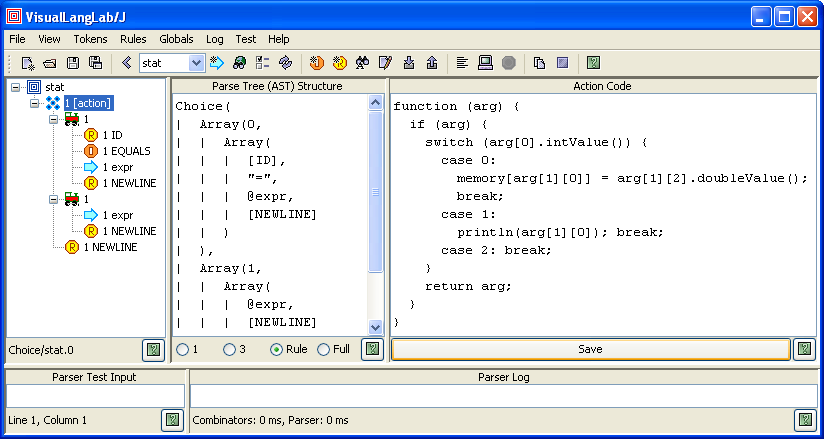 VisualLangLab/J
File View Tokens Rules Globals Log Test Help
stat
stat
1 [action]
1
R 1 ID
1 EQUALS
1 expr
R 1 NEWLINE
1
1 expr
R 1 NEWLINE
R 1 NEWLINE
Choice/stat.0
Parse Tree (AST) Structure
Choice(
| Array(0,
| | Array(
| | | [ID],
| | | "=",
| | | @expr,
| | | [NEWLINE]
| | )
| ),
| Array(1,
| | Array(
| | | @expr,
| | | [NEWLINE]
1 3 Rule Full
Action Code
function (arg) {
if (arg) {
switch (arg[0].intValue()) {
case 0:
memory[arg[1][0]] = arg[1][2].doubleValue();
break;
case 1:
println(arg[1][0]); break;
case 2: break;
}
return arg;
}
}
Save
Parser Test Input
Line 1, Column 1
Parser Log
Combinators: 0 ms, Parser: 0 ms